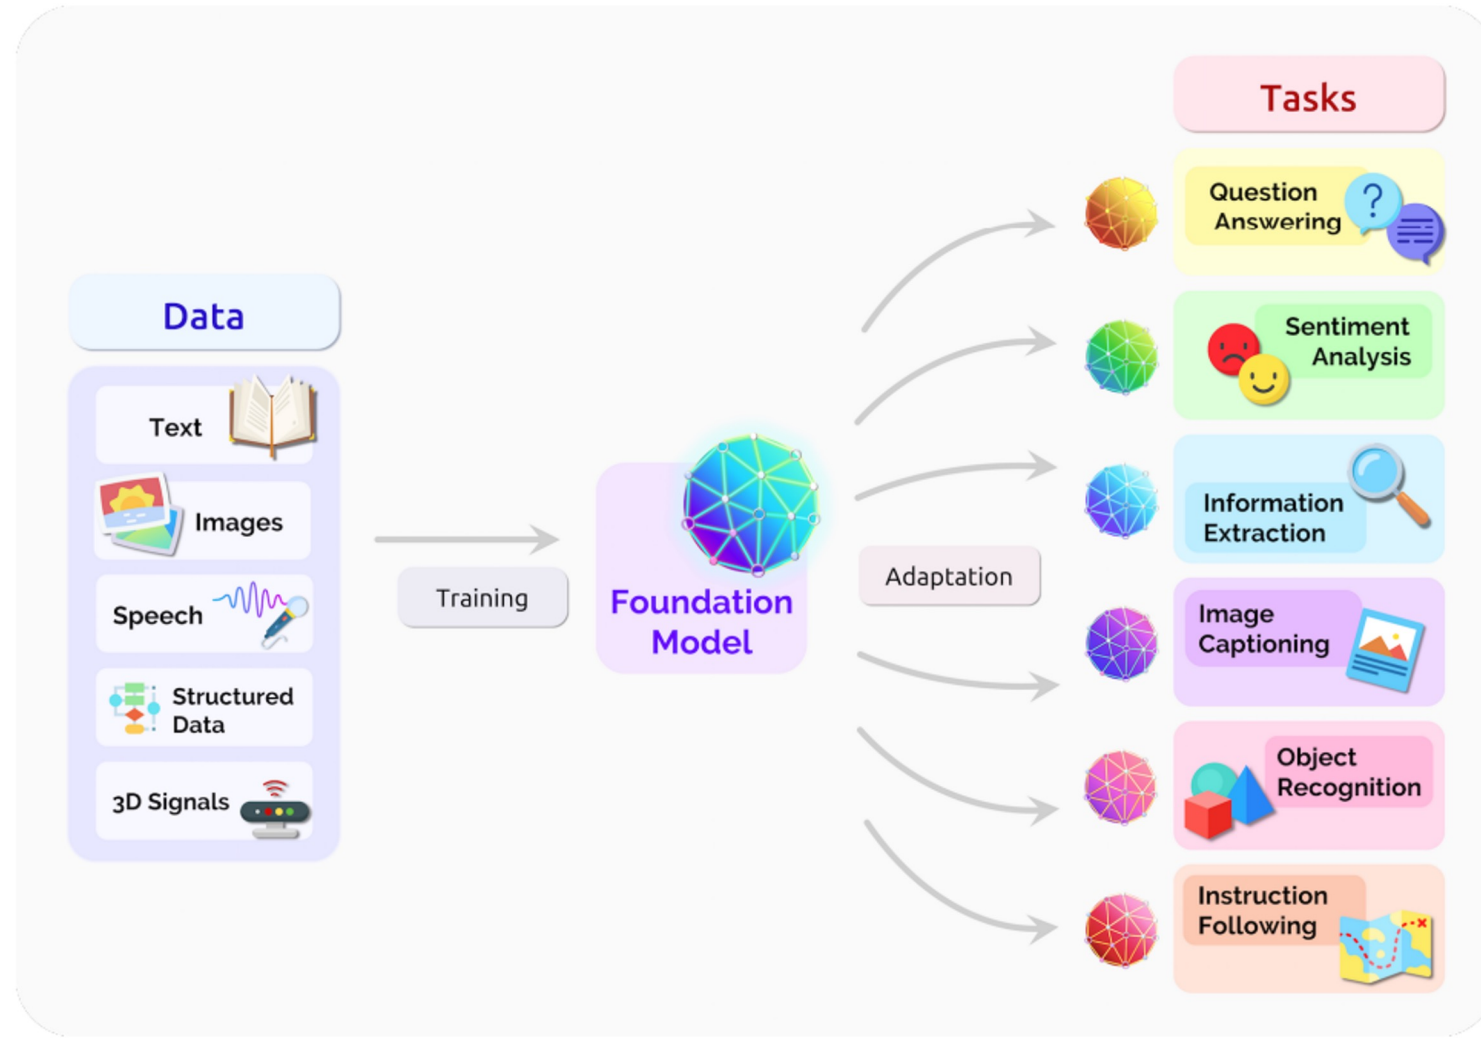 Data
Text
Images
Speech
Structured
Data
3D Signals
Training
Foundation
Model
Adaptation
Tasks
Question
Answering
Sentiment
Analysis
Information
Extraction
Image
Captioning
Object
Recognition
Instruction
Following